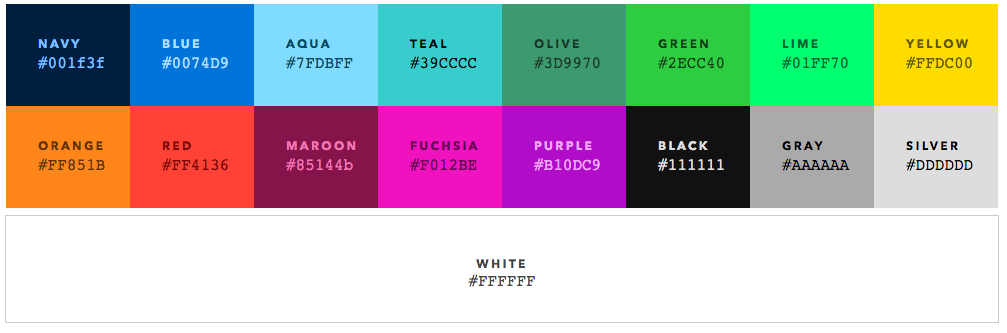 NAVY
#001f3f
BLUE
#0074D9
AQUA
#7FDBFF
TEAL
#39CCCC
OLIVE
#3D9970
GREEN
#2ECC40
LIME
#01FF70
YELLOW
#FFDC00
ORANGE
#FF851B
RED
#FF4136
MAROON
#85144b
FUCHSIA
#F012BE
PURPLE
#B10DC9
BLACK
#111111
GRAY
#AAAAAA
SILVER
#DDDDDD
WHITE
#FFFFFF